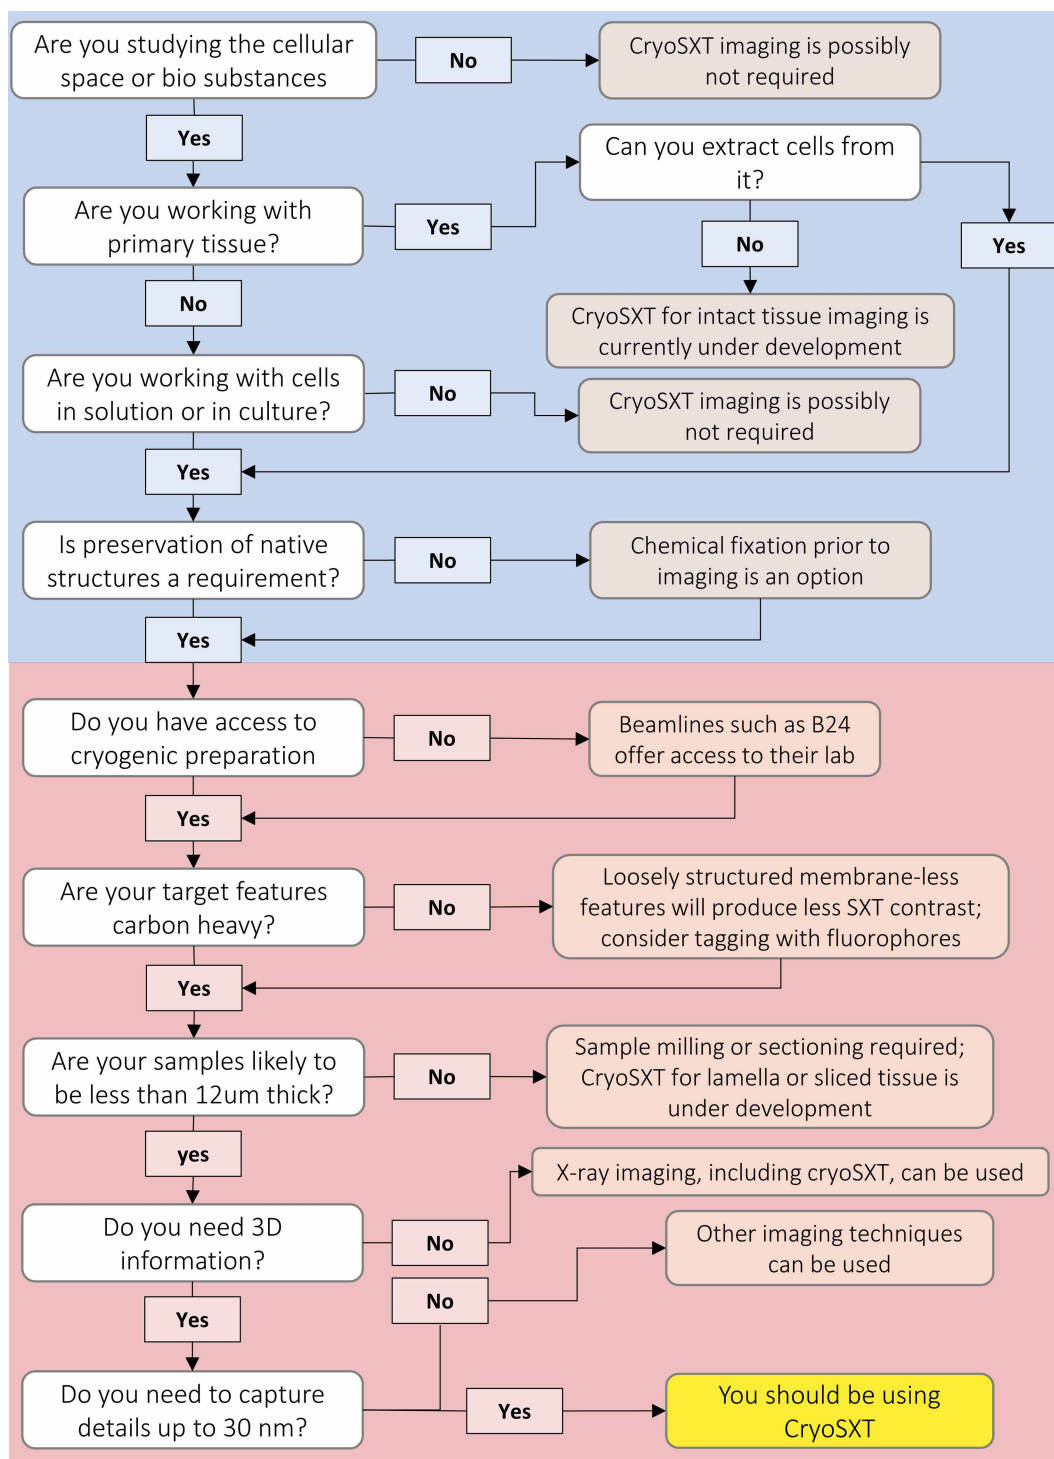 Are you studying the cellular
space or bio substances
No
CryoSXT imaging is possibly
not required
Yes
Can you extract cells from
it?
Are you working with
primary tissue?
Yes
No
Yes
No
CryoSXT for intact tissue imaging is
currently under development
Are you working with cells
in solution or in culture?
No
CryoSXT imaging is possibly
not required
Yes
Is preservation of native
structures a requirement?
No
Chemical fixation prior to
imaging is an option
Yes
Do you have access to
cryogenic preparation
No
Beamlines such as B24
offer access to their lab
Yes
Are your target features
carbon heavy?
No
Loosely structured membrane-less
features will produce less SXT contrast;
consider tagging with fluorophores
Yes
Are your samples likely to
be less than 12um thick?
No
Sample milling or sectioning required;
CryoSXT for lamella or sliced tissue is
under development
yes
X-ray imaging, including cryoSXT, can be used
Do you need 3D
information?
No
Other imaging techniques
can be used
No
Yes
Do you need to capture
details up to 30 nm?
Yes
You should be using
CryoSXT